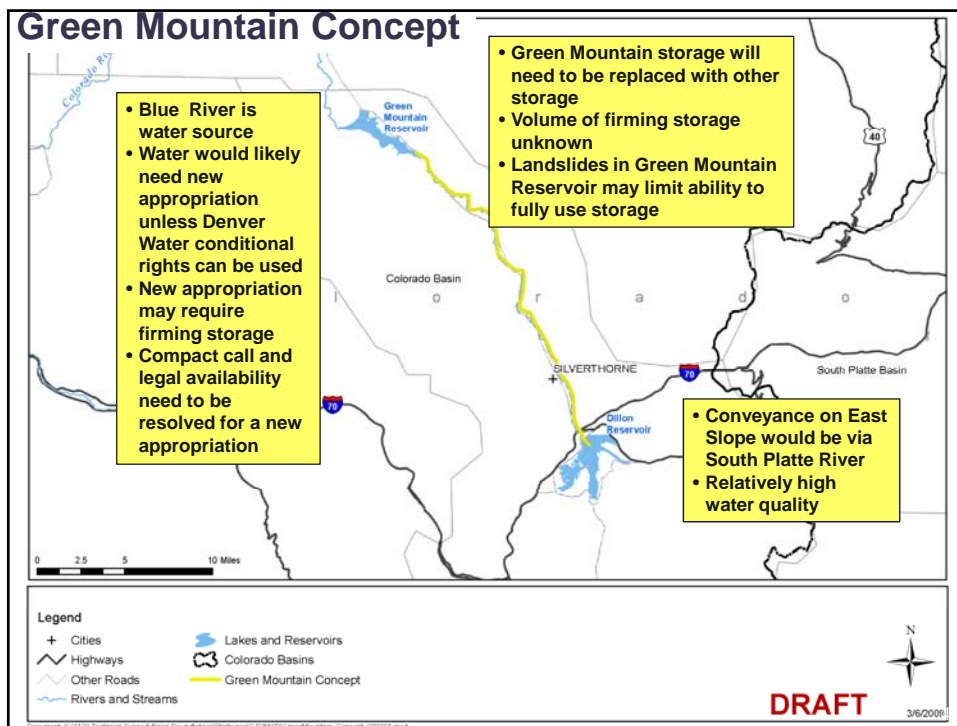 Green Mountain Concept
Colorado River
• Blue River is
water source
• Water would likely
need new
appropriation
unless Denver
Water conditional
rights can be used
• New appropriation
may require
firming storage
• Compact call and
legal availability
need to be
resolved for a new
appropriation
• Green Mountain storage will
need to be replaced with other
storage
• Volume of firming storage
unknown
• Landslides in Green Mountain
Reservoir may limit ability to
fully use storage
Green
Mountain
Reservoir
40
Colorado Basin
l o r a d o
SILVERTHORNE
70
South Platte Basin
70
Dillon
Reservoir
• Conveyance on East
Slope would be via
South Platte River
• Relatively high
water quality
0 2.5 5 10 Miles
Legend
Cities
Highways
Other Roads
Rivers and Streams
Lakes and Reservoirs
Colorado Basins
Green Mountain Concept
N
DRAFT